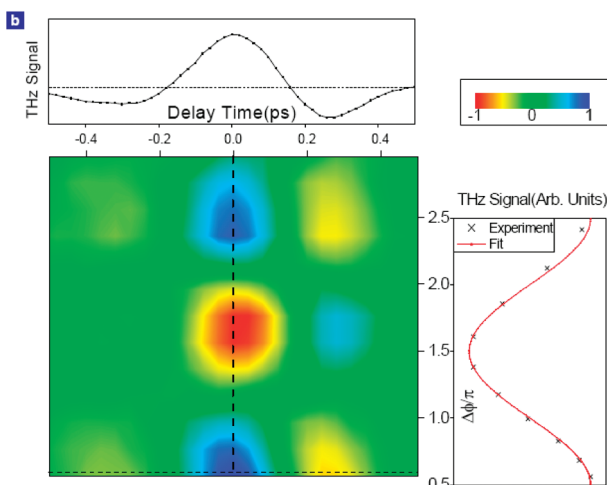 b
THz Signal
Delay Time(ps)
-0.4 -0.2 0.0 0.2 0.4
-1 0 1
THz Signal(Arb. Units)
× Experiment
Fit
2.5
2.0
1.5
1.0
0.5
Δϕ/π